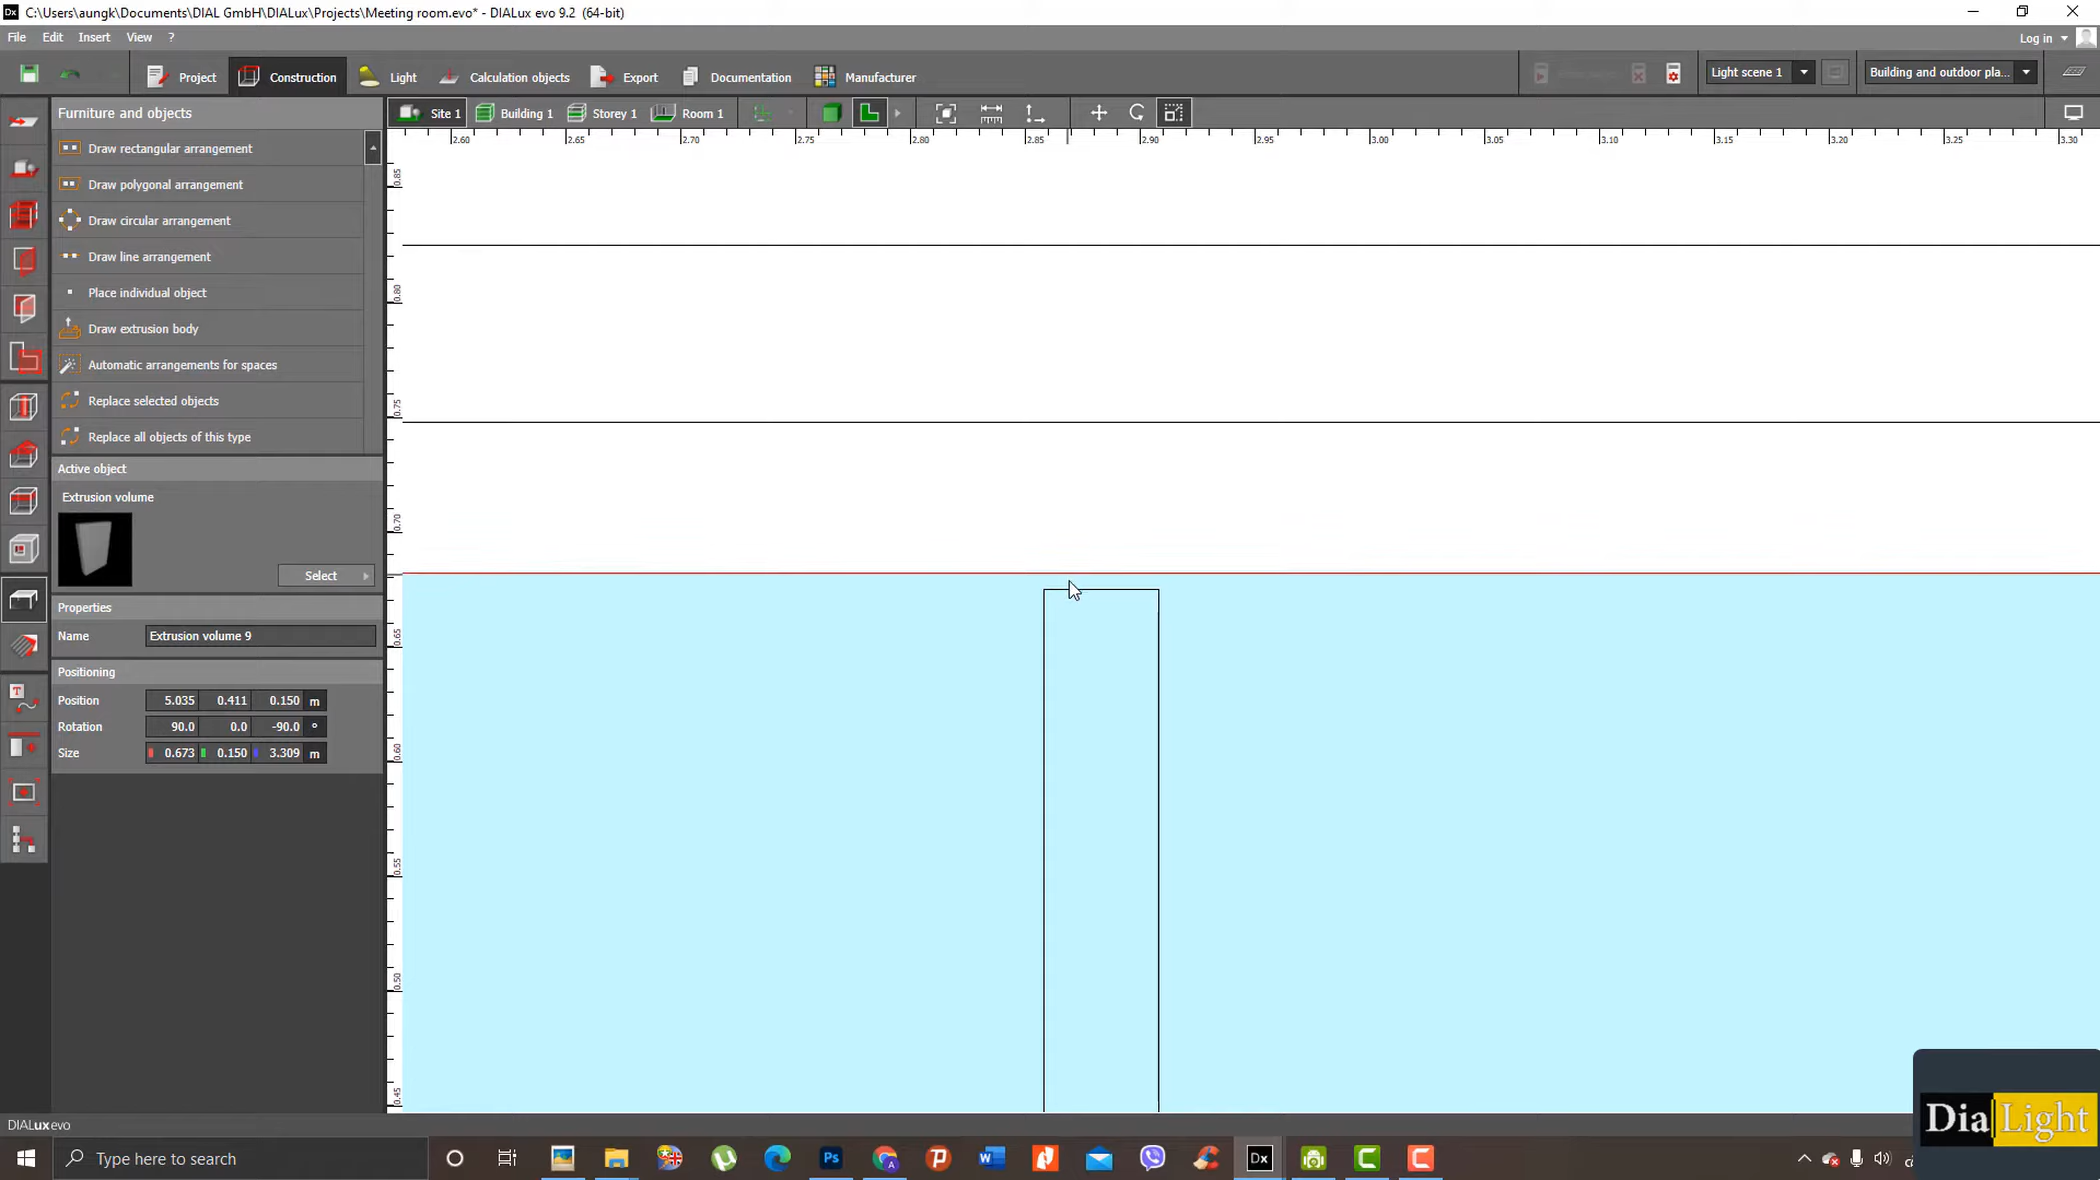 C:\Users\aungk\Documents\DIAL GmbH\DIALux\Projects\Meeting room.evo* - DIALux evo 9.2 (64-bit)
File Edit Insert View ?
Log in
Project Construction Light Calculation objects Export Documentation Manufacturer
Light scene 1
Building and outdoor pla...
Site 1 Building 1 Storey 1 Room 1
2.60 2.65 2.70 2.75 2.80 2.85 2.90 2.95 3.00 3.05 3.10 3.15 3.20 3.25 3.30
0.85
0.80
0.75
0.70
0.65
0.60
0.55
0.50
0.45
Furniture and objects
Draw rectangular arrangement
Draw polygonal arrangement
Draw circular arrangement
Draw line arrangement
Place individual object
Draw extrusion body
Automatic arrangements for spaces
Replace selected objects
Replace all objects of this type
Active object
Extrusion volume
Select
Properties
Name Extrusion volume 9
Positioning
Position 5.035 0.411 0.150 m
Rotation 90.0 0.0 -90.0 °
Size 0.673 0.150 3.309 m
DIALux evo
Dia Light
Type here to search